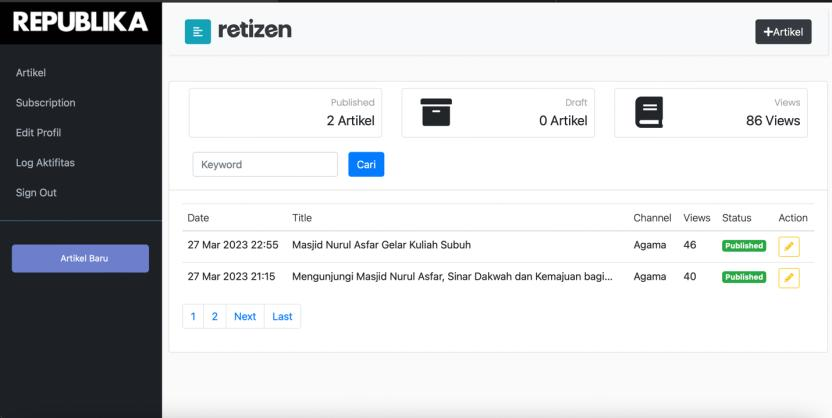 REPUBLIKA
Artikel
Subscription
Edit Profil
Log Aktifitas
Sign Out
Artikel Baru
retizen
+Artikel
Published
2 Artikel
Draft
0 Artikel
Views
86 Views
Keyword
Cari
Date Title Channel Views Status Action
27 Mar 2023 22:55 Masjid Nurul Asfar Gelar Kuliah Subuh Agama 46 Published
27 Mar 2023 21:15 Mengunjungi Masjid Nurul Asfar, Sinar Dakwah dan Kemajuan bagi... Agama 40 Published
1 2 Next Last